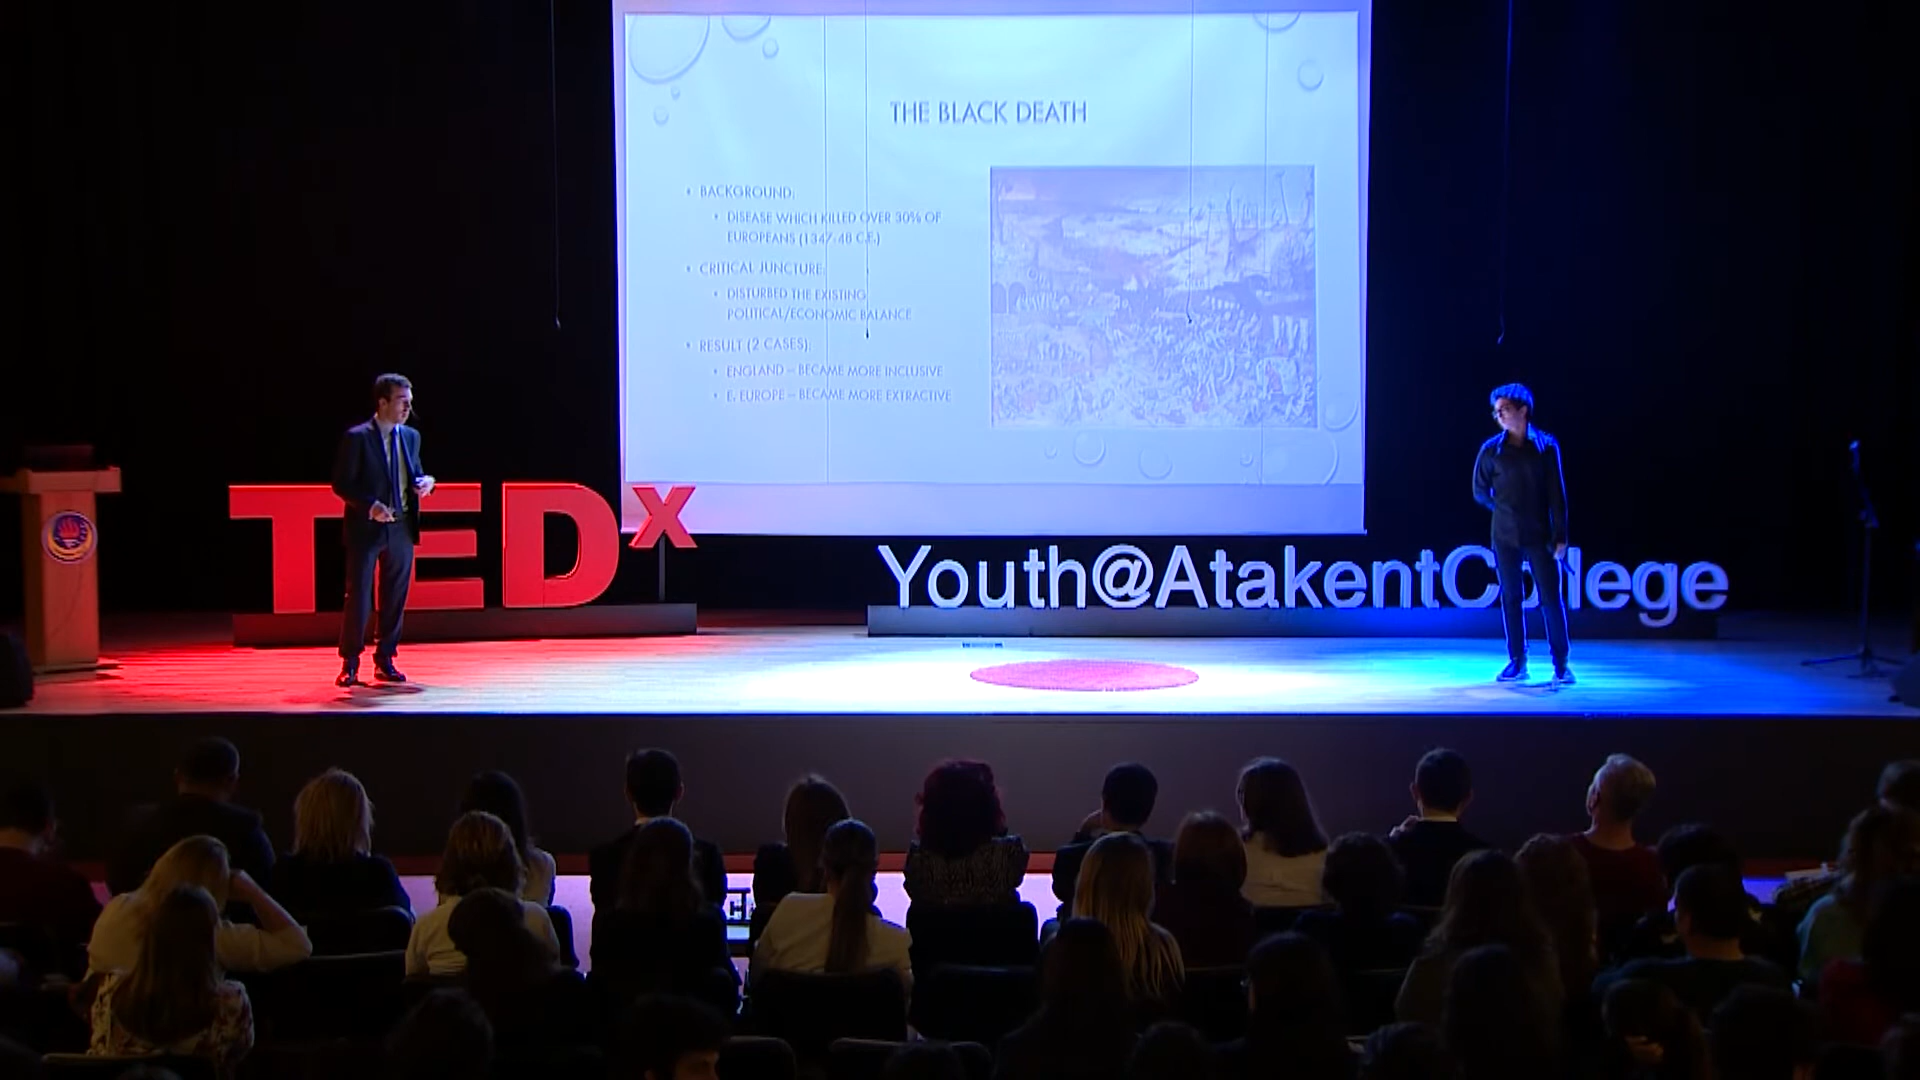 THE BLACK DEATH
• BACKGROUND:
• DISEASE WHICH KILLED OVER 30% OF
EUROPEANS (1347-48 C.E.)
• CRITICAL JUNCTURE:
• DISTURBED THE EXISTING
POLITICAL/ECONOMIC BALANCE
• RESULT (2 CASES):
• ENGLAND – BECAME MORE INCLUSIVE
• E. EUROPE – BECAME MORE EXTRACTIVE
TEDx
Youth@AtakentCollege